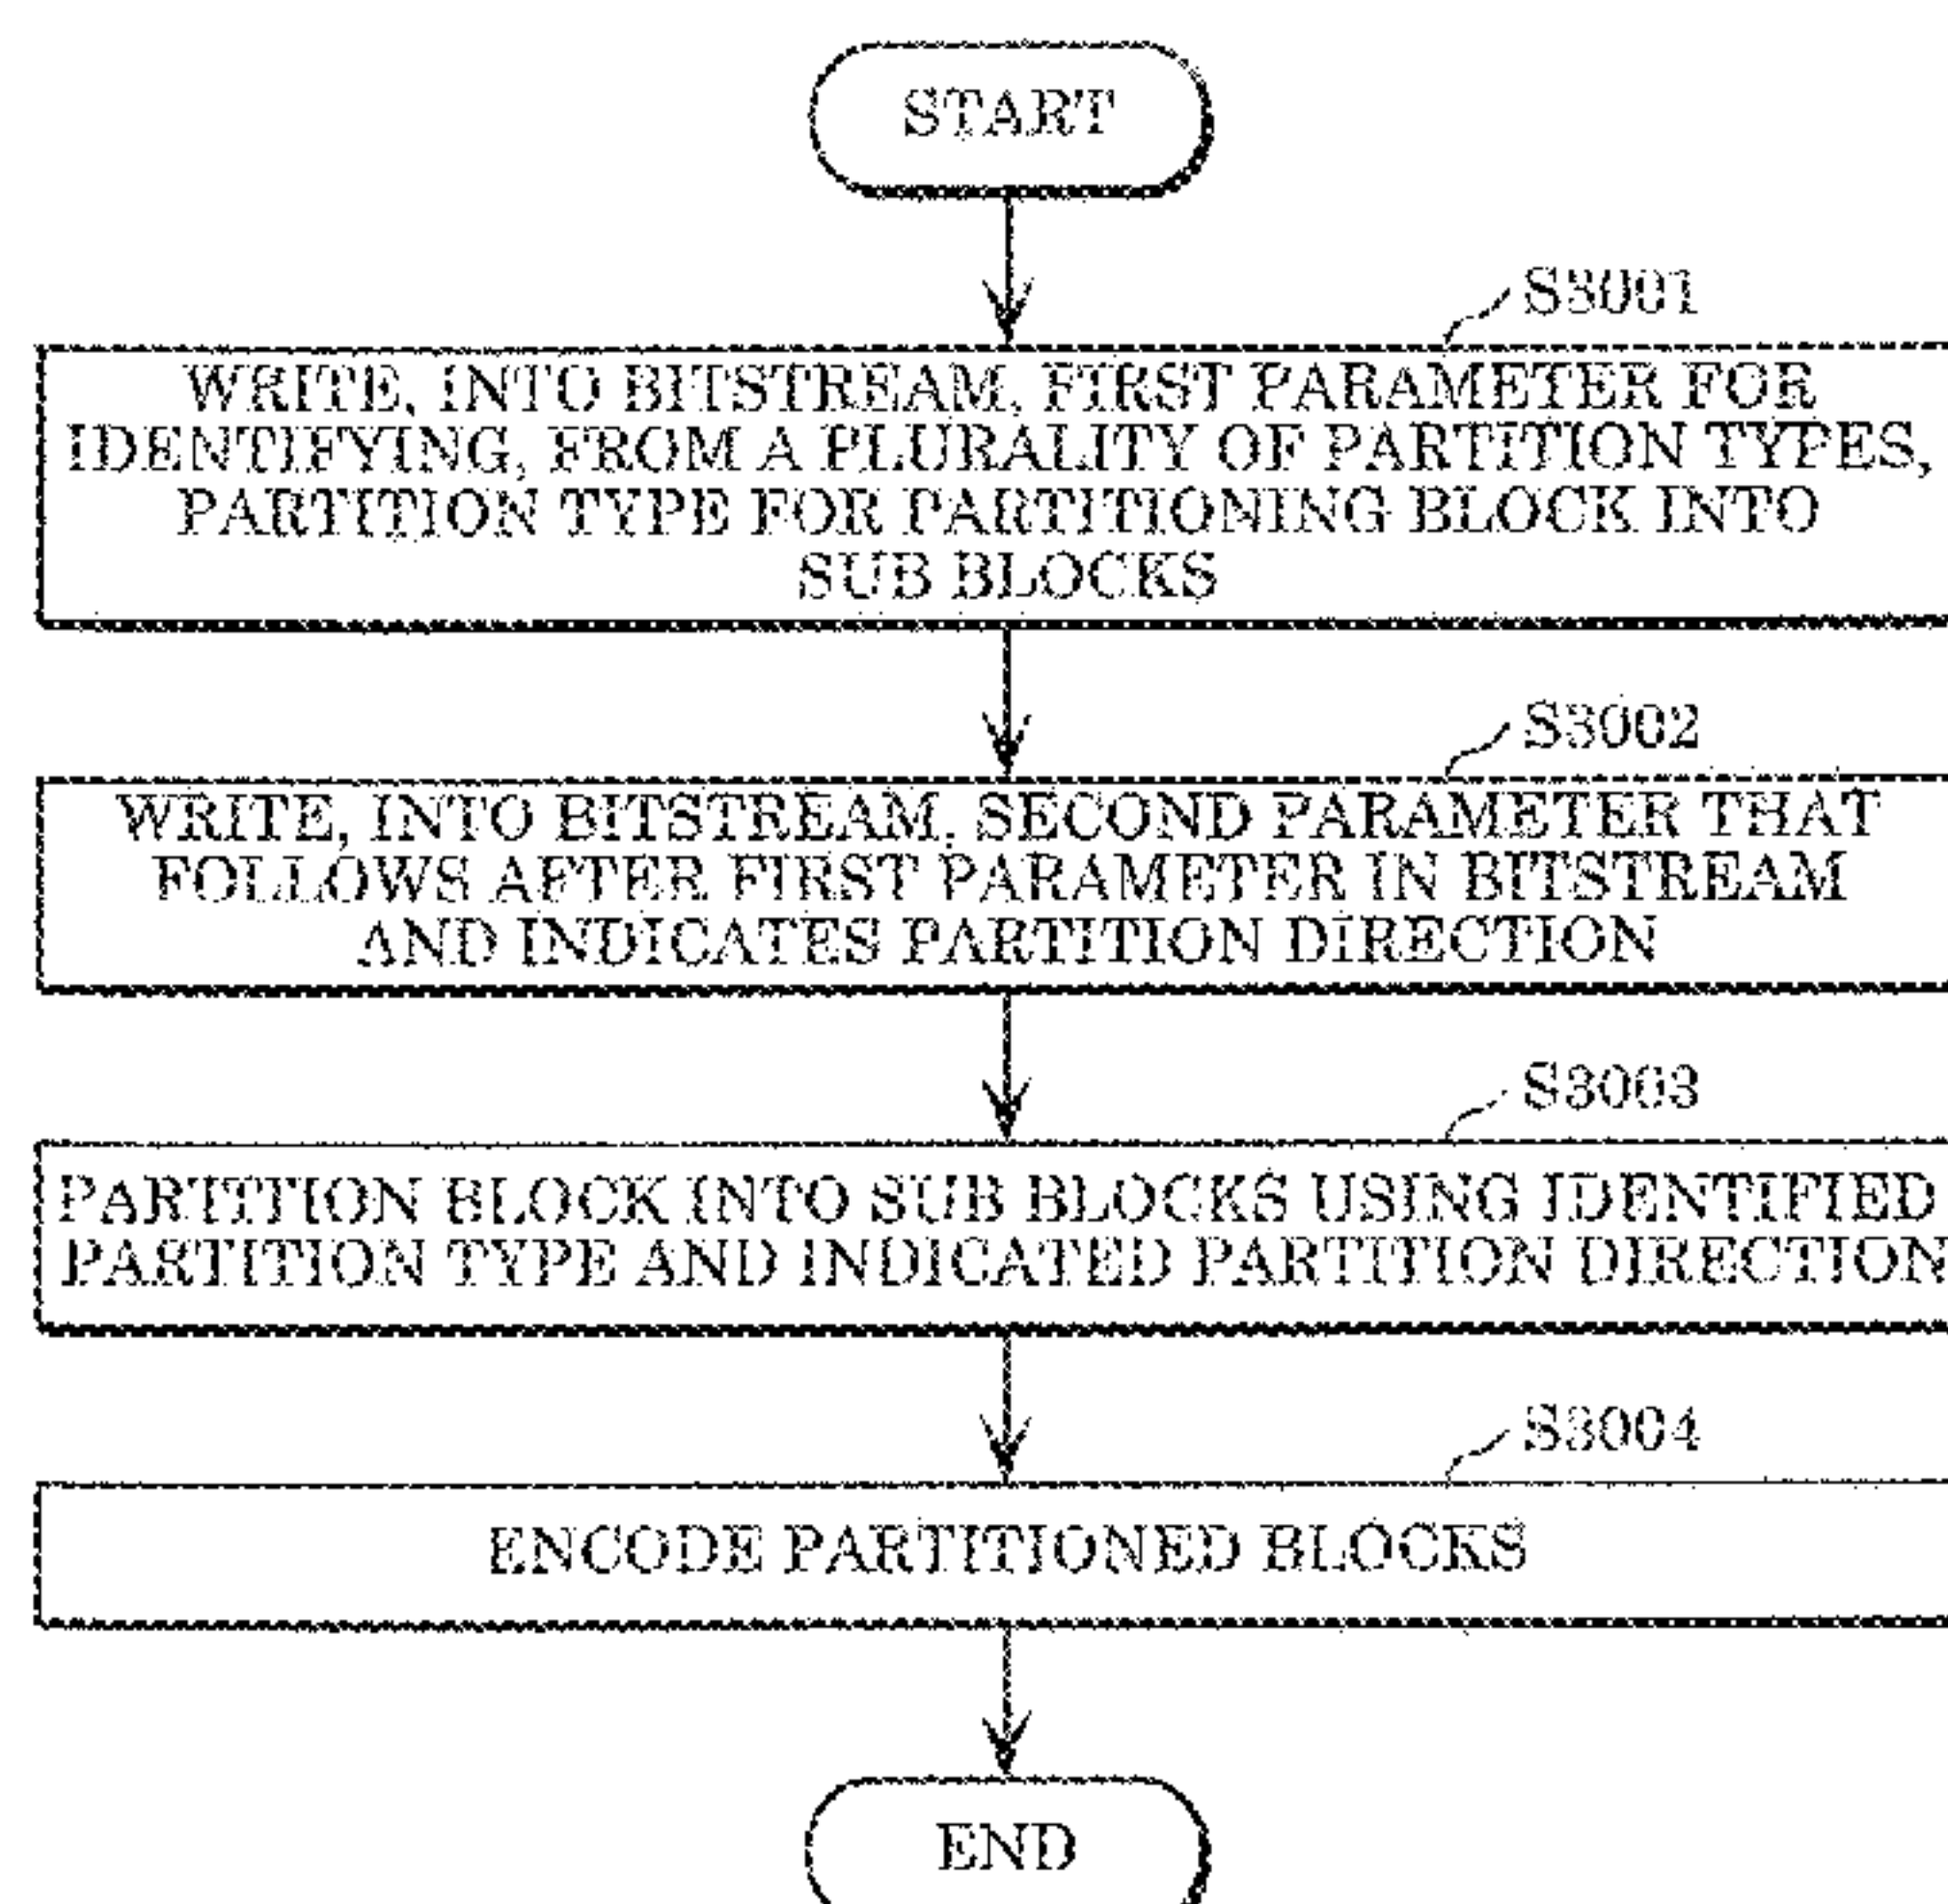 START
S3001
WRITE, INTO BITSTREAM, FIRST PARAMETER FOR
IDENTIFYING, FROM A PLURALITY OF PARTITION TYPES,
PARTITION TYPE FOR PARTITIONING BLOCK INTO
SUB BLOCKS
S3002
WRITE, INTO BITSTREAM, SECOND PARAMETER THAT
FOLLOWS AFTER FIRST PARAMETER IN BITSTREAM
AND INDICATES PARTITION DIRECTION
S3003
PARTITION BLOCK INTO SUB BLOCKS USING IDENTIFIED
PARTITION TYPE AND INDICATED PARTITION DIRECTION
S3004
ENCODE PARTITIONED BLOCKS
END